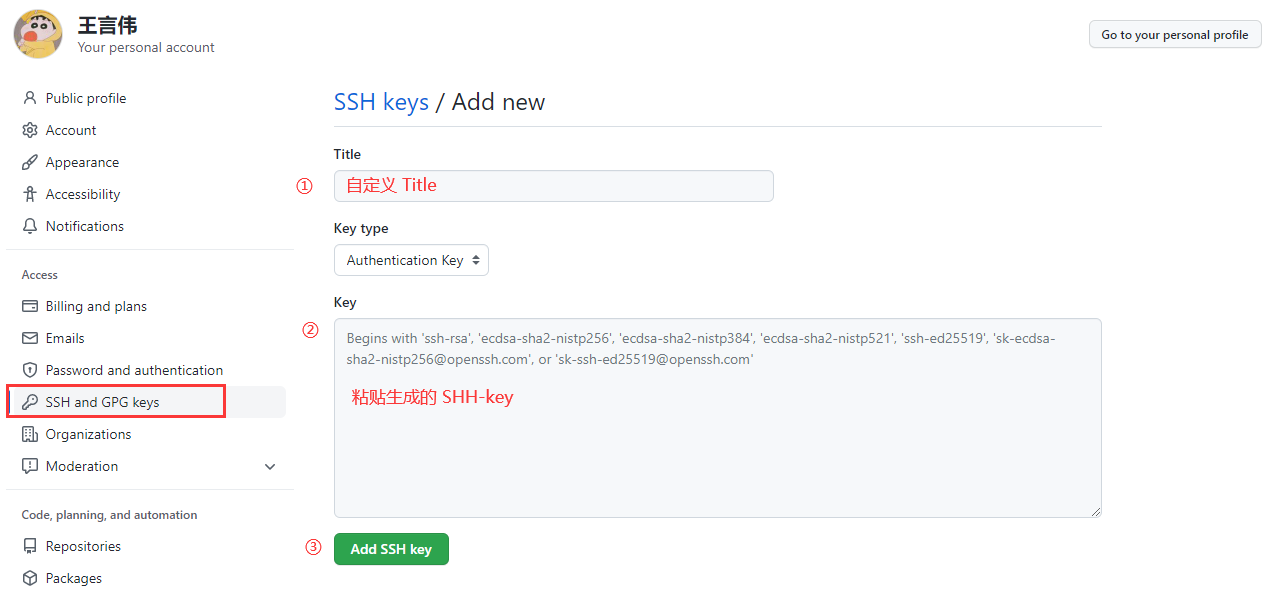 王言伟
Your personal account
Go to your personal profile
Public profile
Account
Appearance
Accessibility
Notifications
Access
Billing and plans
Emails
Password and authentication
SSH and GPG keys
Organizations
Moderation
Code, planning, and automation
Repositories
Packages
SSH keys / Add new
Title
① 自定义 Title
Key type
Authentication Key
Key
② Begins with 'ssh-rsa', 'ecdsa-sha2-nistp256', 'ecdsa-sha2-nistp384', 'ecdsa-sha2-nistp521', 'ssh-ed25519', 'sk-ecdsa-
sha2-nistp256@openssh.com', or 'sk-ssh-ed25519@openssh.com'
粘贴生成的 SHH-key
③ Add SSH key